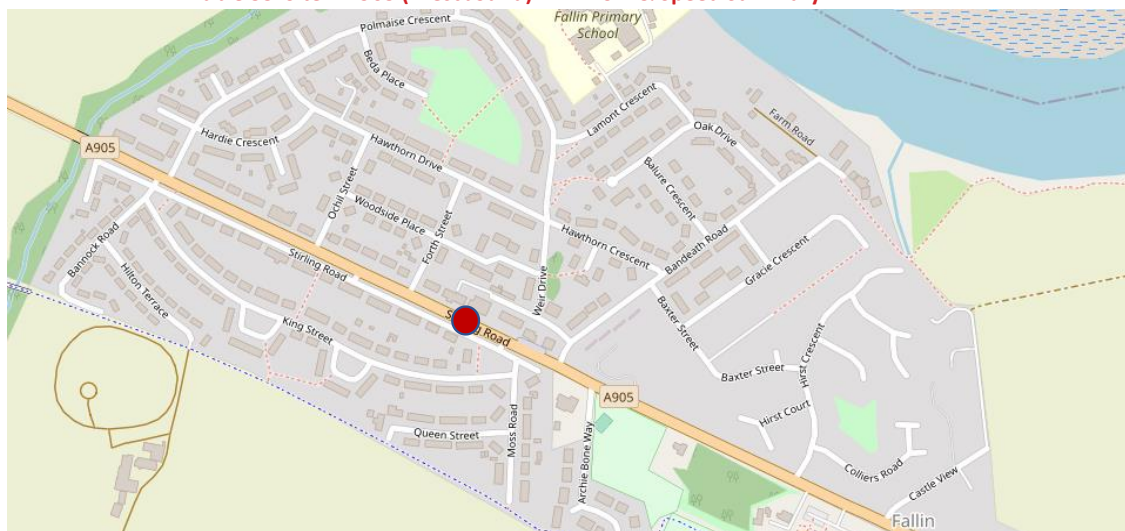 Polmaise Crescent
Fallin Primary
School
Beda Place
Lamont Crescent
Farm Road
Oak Drive
Hardie Crescent
A905
Hawthorn Drive
Balure Crescent
Ochil Street
Woodside Place
Forth Street
Hawthorn Crescent
Bandeath Road
Gracie Crescent
Bannock Road
Stirling Road
Hilton Terrace
Weir Drive
Baxter Street
King Street
Road
Baxter Street
Hirst Crescent
A905
Hirst Court
Queen Street
Moss Road
Archie Bone Way
Colliers Road
Castle View
Fallin